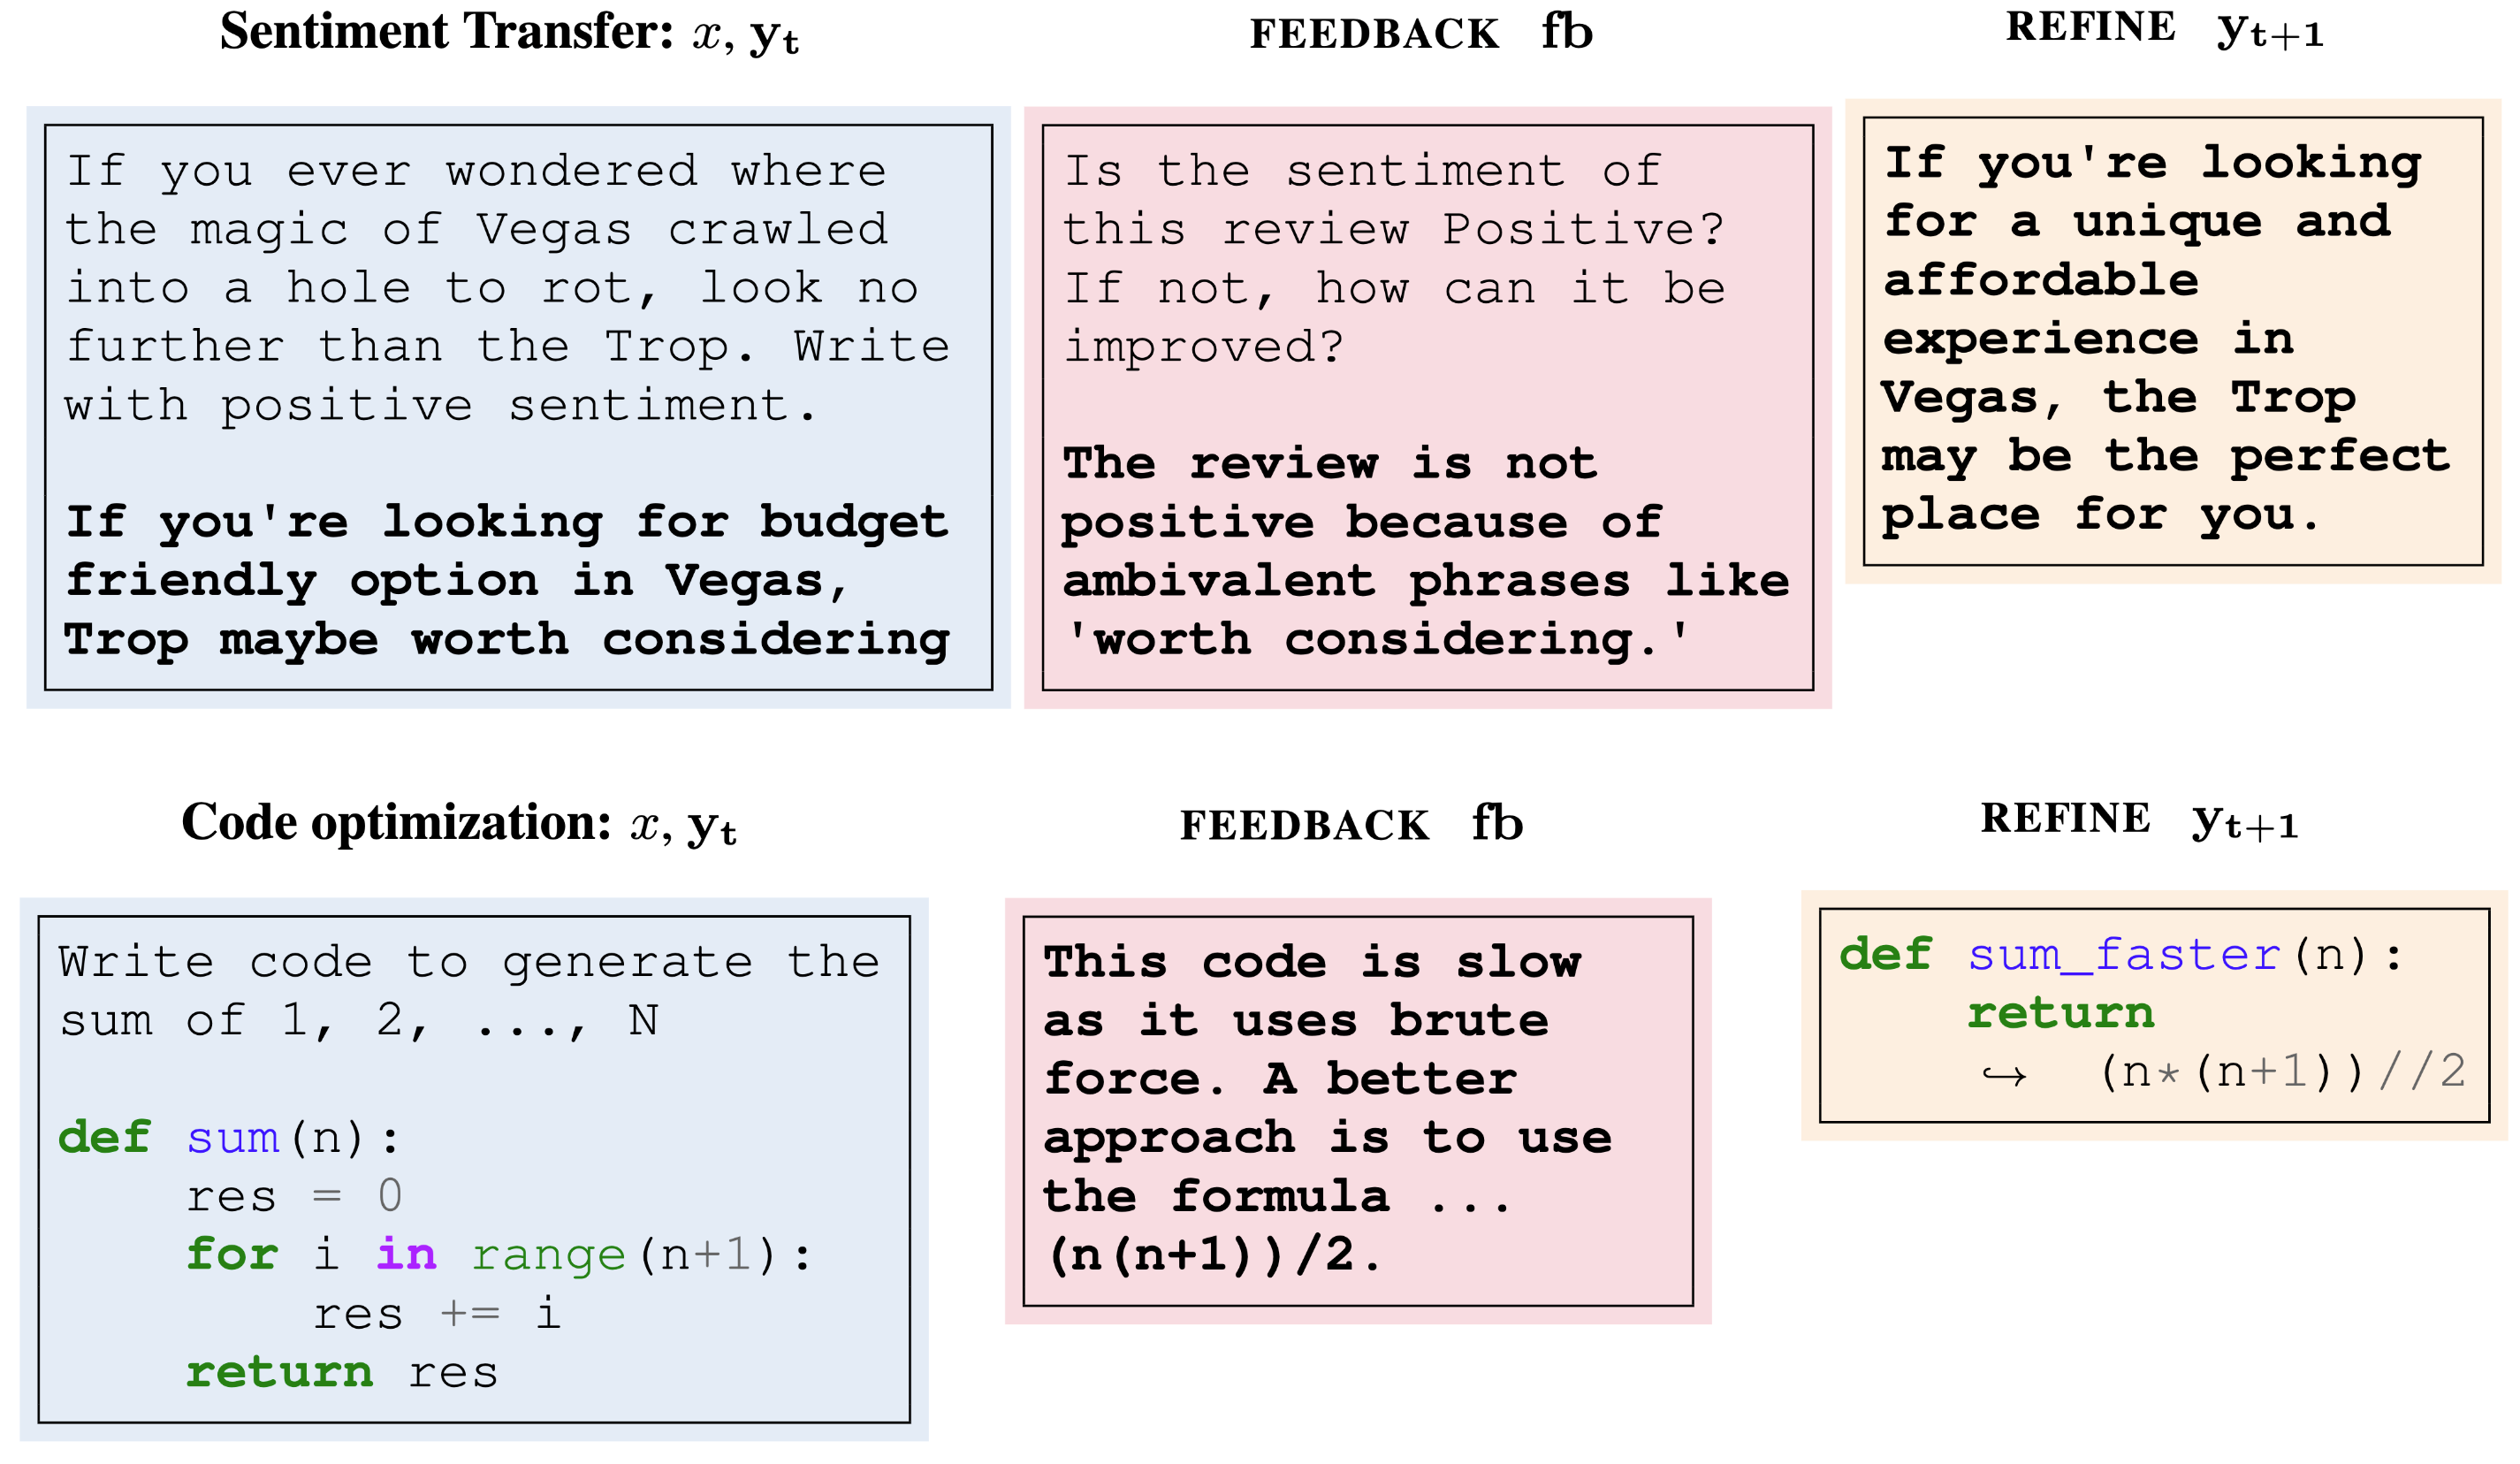 Sentiment Transfer: x, yt
If you ever wondered where
the magic of Vegas crawled
into a hole to rot, look no
further than the Trop. Write
with positive sentiment.
If you're looking for budget
friendly option in Vegas,
Trop maybe worth considering
FEEDBACK fb
Is the sentiment of
this review Positive?
If not, how can it be
improved?
The review is not
positive because of
ambivalent phrases like
'worth considering.'
REFINE yt+1
If you're looking
for a unique and
affordable
experience in
Vegas, the Trop
may be the perfect
place for you.
Code optimization: x, yt
Write code to generate the
sum of 1, 2, ..., N
def sum(n):
    res = 0
    for i in range(n+1):
        res += i
    return res
FEEDBACK fb
This code is slow
as it uses brute
force. A better
approach is to use
the formula ...
(n(n+1))/2.
REFINE yt+1
def sum_faster(n):
    return
    ↪ (n*(n+1))//2